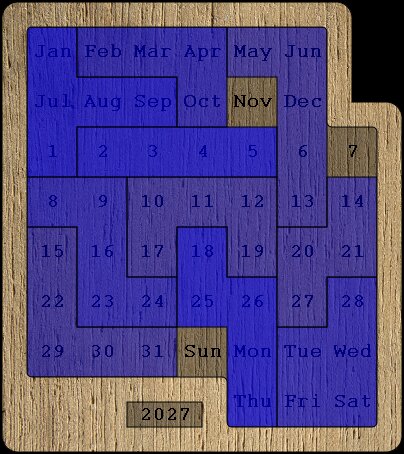 Jan Feb Mar Apr May Jun
Jul Aug Sep Oct Nov Dec
1 2 3 4 5 6 7
8 9 10 11 12 13 14
15 16 17 18 19 20 21
22 23 24 25 26 27 28
29 30 31 Sun Mon Tue Wed
Thu Fri Sat
2027